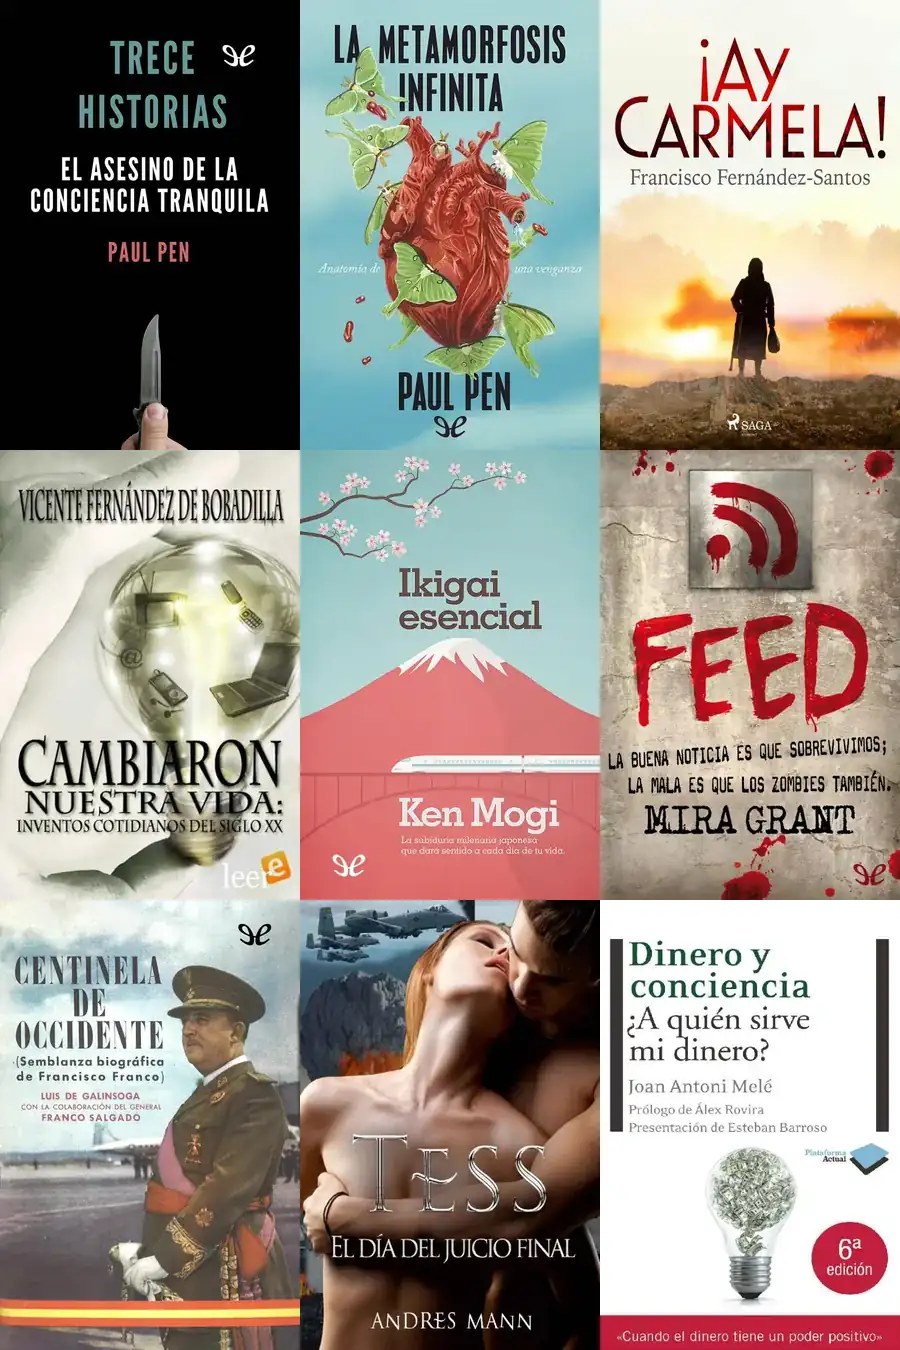 TRECE
HISTORIAS
EL ASESINO DE LA
CONCIENCIA TRANQUILA
PAUL PEN
LA METAMORFOSIS
INFINITA
Anatomía de una venganza
PAUL PEN
¡AY
CARMELA!
Francisco Fernández-Santos
SAGA
VICENTE FERNÁNDEZ DE BOBADILLA
CAMBIARON
NUESTRA VIDA:
INVENTOS COTIDIANOS DEL SIGLO XX
leer-e
Ikigai
esencial
Ken Mogi
La sabiduría milenaria japonesa
que dará sentido a cada día de tu vida.
FEED
LA BUENA NOTICIA ES QUE SOBREVIVIMOS;
LA MALA ES QUE LOS ZOMBIES TAMBIÉN.
MIRA GRANT
CENTINELA
DE
OCCIDENTE
(Semblanza biográfica
de Francisco Franco)
LUIS DE GALINSOGA
CON LA COLABORACIÓN DEL GENERAL
FRANCO SALGADO
TESS
EL DÍA DEL JUICIO FINAL
ANDRES MANN
Dinero y
conciencia
¿A quién sirve
mi dinero?
Joan Antoni Melé
Prólogo de Álex Rovira
Presentación de Esteban Barroso
Plataforma
Actual
6ª
edición
«Cuando el dinero tiene un poder positivo»